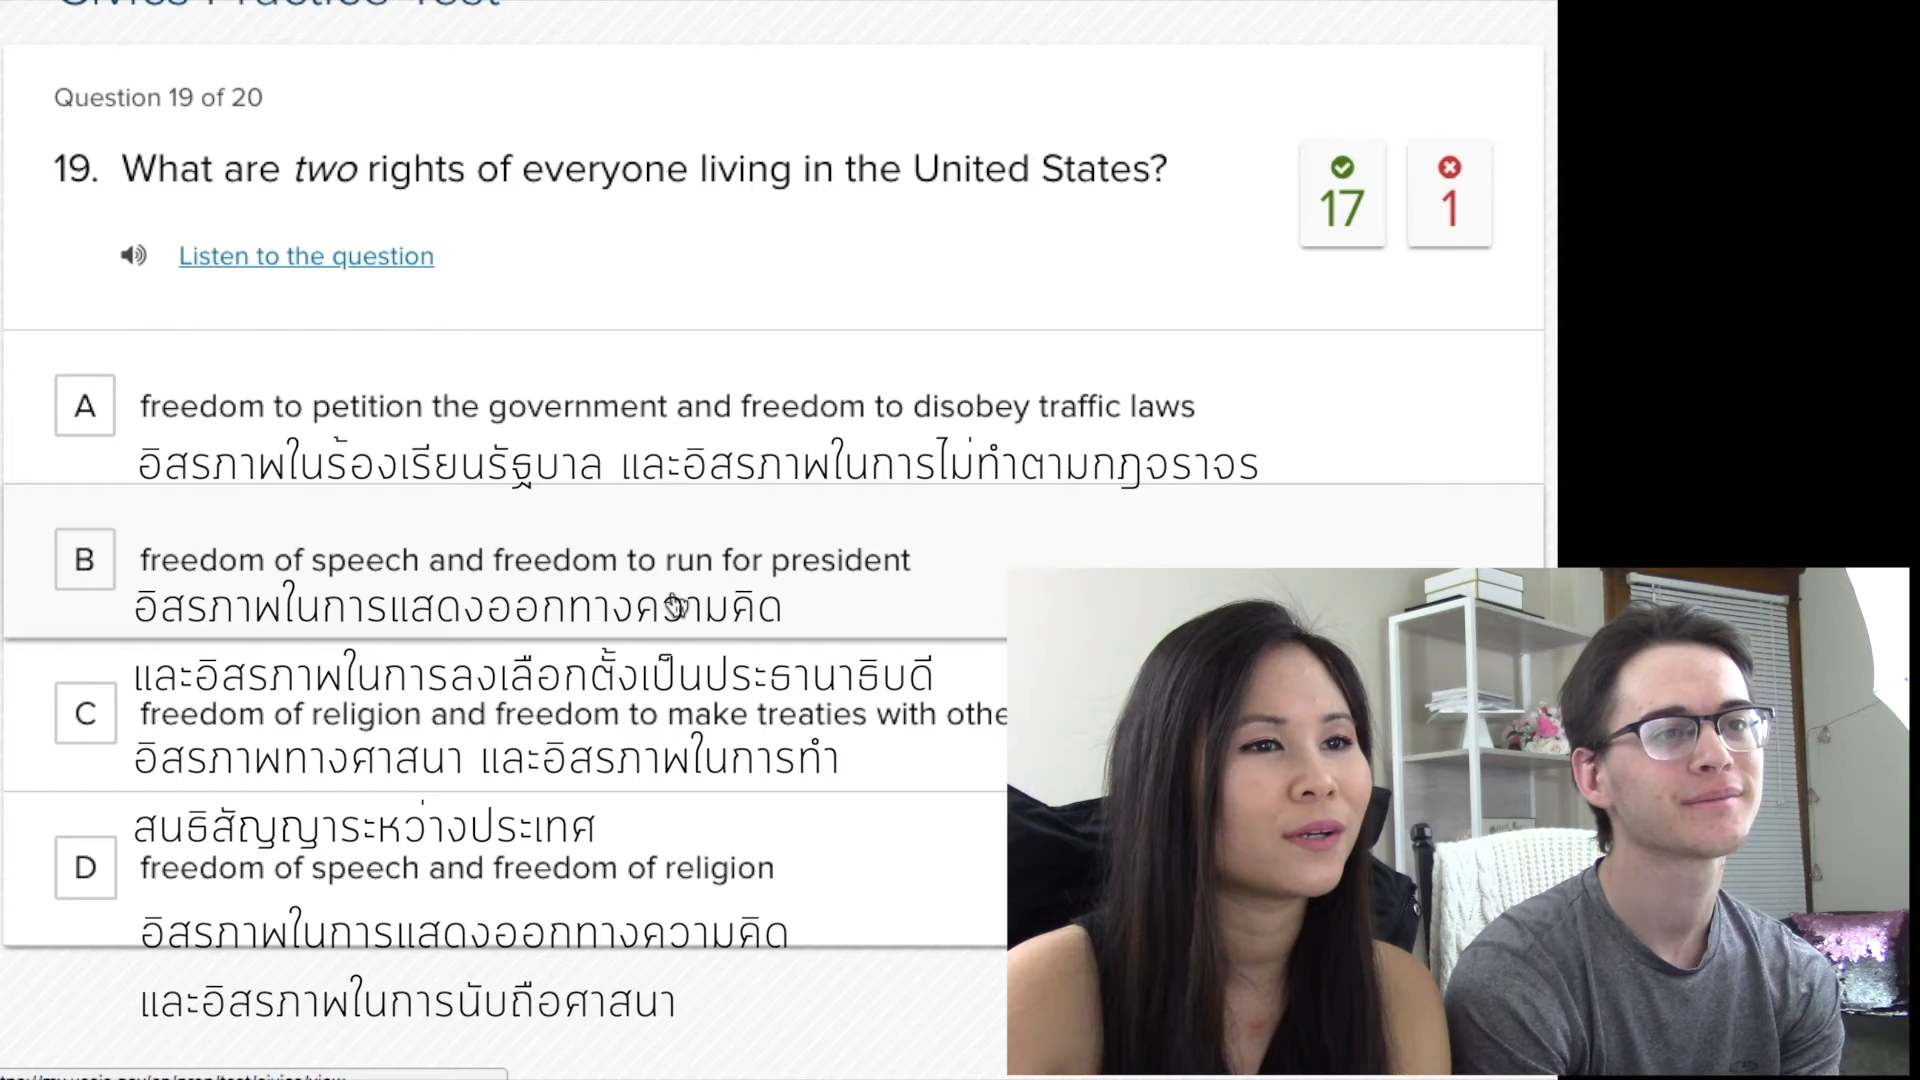 Civics Practice Test
Question 19 of 20
19. What are two rights of everyone living in the United States?
17
1
Listen to the question
A freedom to petition the government and freedom to disobey traffic laws
อิสรภาพในร้องเรียนรัฐบาล และอิสรภาพในการไม่ทำตามกฎจราจร
B freedom of speech and freedom to run for president
อิสรภาพในการแสดงออกทางความคิด
และอิสรภาพในการลงเลือกตั้งเป็นประธานาธิบดี
C freedom of religion and freedom to make treaties with othe
อิสรภาพทางศาสนา และอิสรภาพในการทำ
สนธิสัญญาระหว่างประเทศ
D freedom of speech and freedom of religion
อิสรภาพในการแสดงออกทางความคิด
และอิสรภาพในการนับถือศาสนา